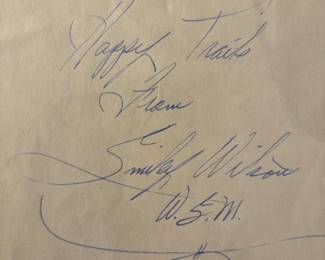 Happy Trails
From
Smiley Wilson
W.S.M.